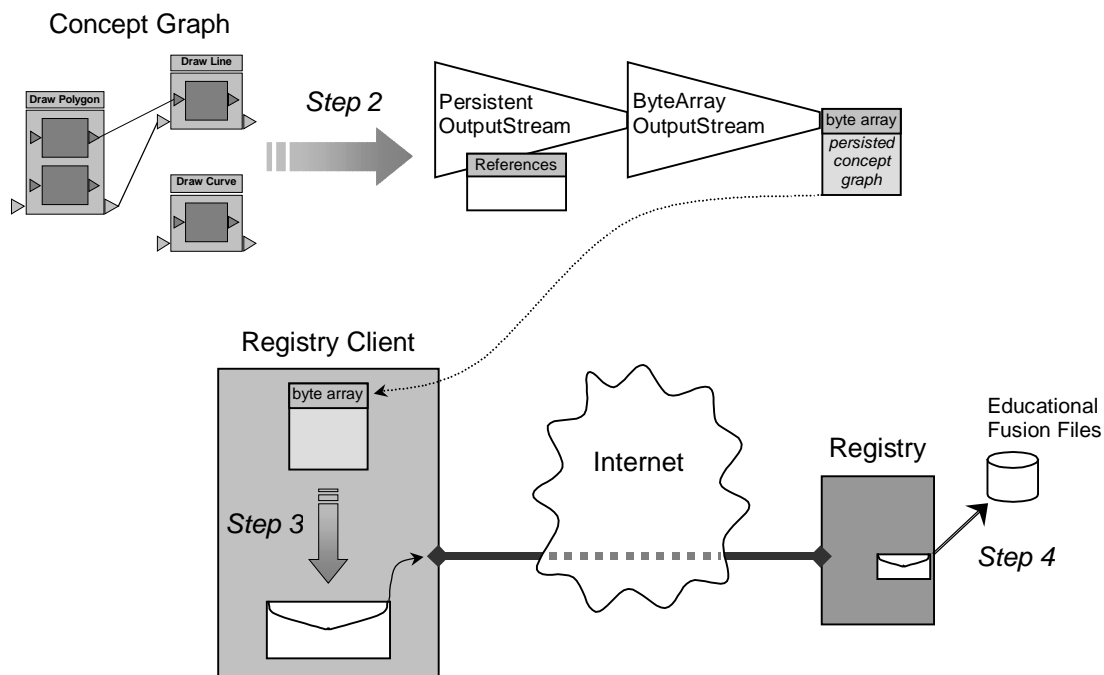 Concept Graph
Draw Line
Draw Polygon
Step 2
Persistent
OutputStream
ByteArray
OutputStream
byte array
persisted
concept
graph
References
Draw Curve
Registry Client
byte array
Step 3
Internet
Registry
Educational
Fusion Files
Step 4